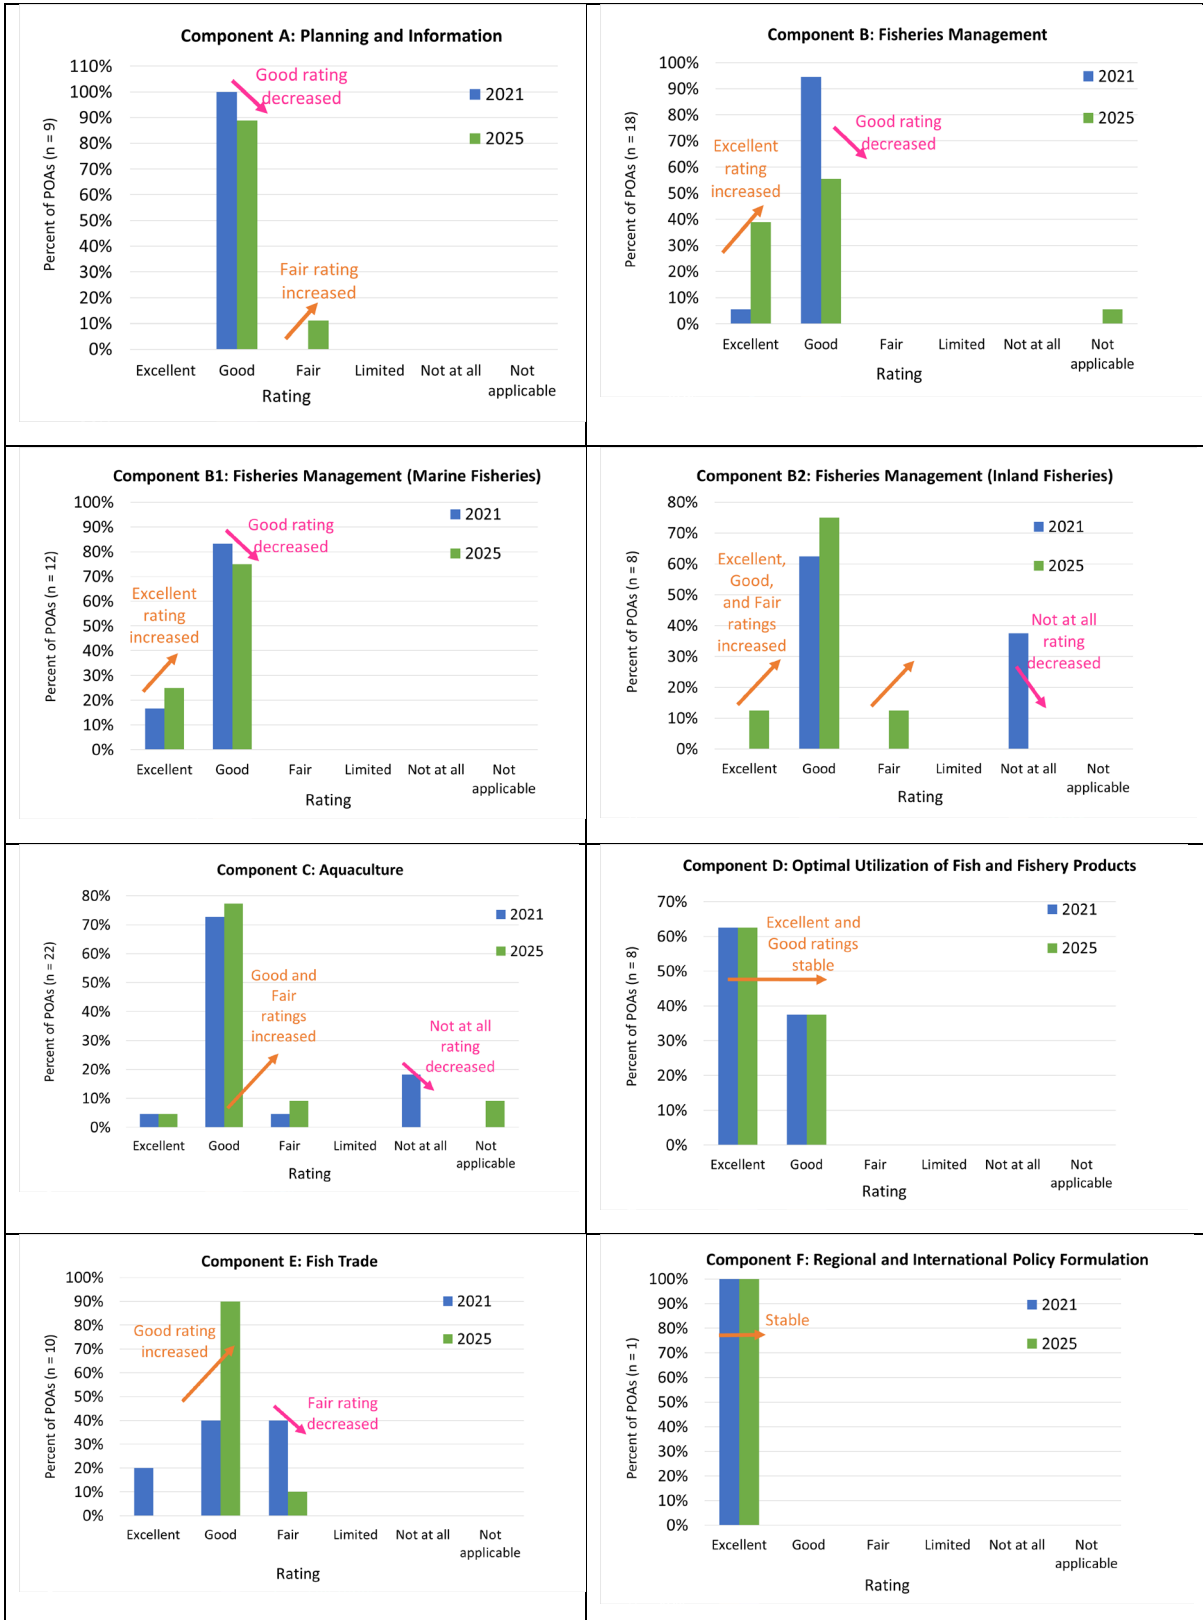 Component A: Planning and Information
110%
100%
90%
80%
70%
60%
50%
40%
30%
20%
10%
0%
Percent of POAs (n = 9)
Good rating
decreased
Fair rating
increased
2021
2025
Excellent
Good
Fair
Limited
Not at all
Not
applicable
Rating
Component B: Fisheries Management
100%
90%
80%
70%
60%
50%
40%
30%
20%
10%
0%
Percent of POAs (n = 18)
Excellent
rating
increased
Good rating
decreased
2021
2025
Excellent
Good
Fair
Limited
Not at all
Not
applicable
Rating
Component B1: Fisheries Management (Marine Fisheries)
100%
90%
80%
70%
60%
50%
40%
30%
20%
10%
0%
Percent of POAs (n = 12)
Excellent
rating
increased
Good rating
decreased
2021
2025
Excellent
Good
Fair
Limited
Not at all
Not
applicable
Rating
Component B2: Fisheries Management (Inland Fisheries)
80%
70%
60%
50%
40%
30%
20%
10%
0%
Percent of POAs (n = 8)
Excellent,
Good,
and Fair
ratings
increased
Not at all
rating
decreased
2021
2025
Excellent
Good
Fair
Limited
Not at all
Not
applicable
Rating
Component C: Aquaculture
80%
70%
60%
50%
40%
30%
20%
10%
0%
Percent of POAs (n = 22)
Good and
Fair
ratings
increased
Not at all
rating
decreased
2021
2025
Excellent
Good
Fair
Limited
Not at all
Not
applicable
Rating
Component D: Optimal Utilization of Fish and Fishery Products
70%
60%
50%
40%
30%
20%
10%
0%
Percent of POAs (n = 8)
Excellent and
Good ratings
stable
2021
2025
Excellent
Good
Fair
Limited
Not at all
Not
applicable
Rating
Component E: Fish Trade
100%
90%
80%
70%
60%
50%
40%
30%
20%
10%
0%
Percent of POAs (n = 10)
Good rating
increased
Fair rating
decreased
2021
2025
Excellent
Good
Fair
Limited
Not at all
Not
applicable
Rating
Component F: Regional and International Policy Formulation
100%
90%
80%
70%
60%
50%
40%
30%
20%
10%
0%
Percent of POAs (n = 1)
Stable
2021
2025
Excellent
Good
Fair
Limited
Not at all
Not
applicable
Rating